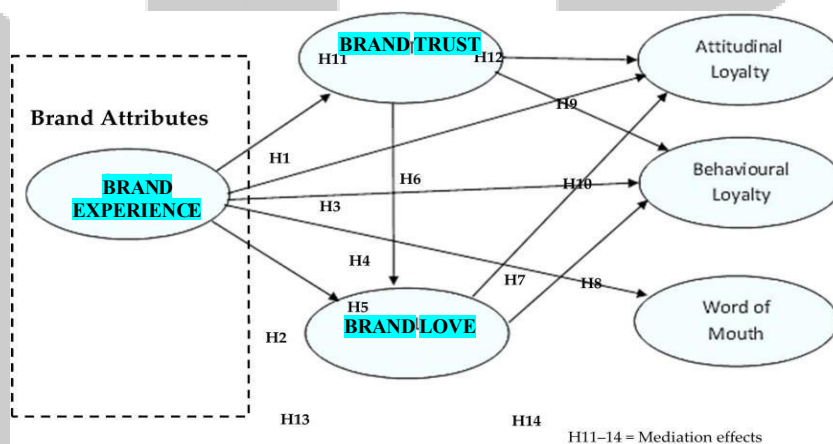 BRAND TRUST
H11
H12
Attitudinal
Loyalty
Brand Attributes
H9
H1
BRAND
EXPERIENCE
H6
H10
Behavioural
Loyalty
H3
H4
H7
H8
H5
BRAND LOVE
Word of
Mouth
H2
H13
H14
H11–14 = Mediation effects